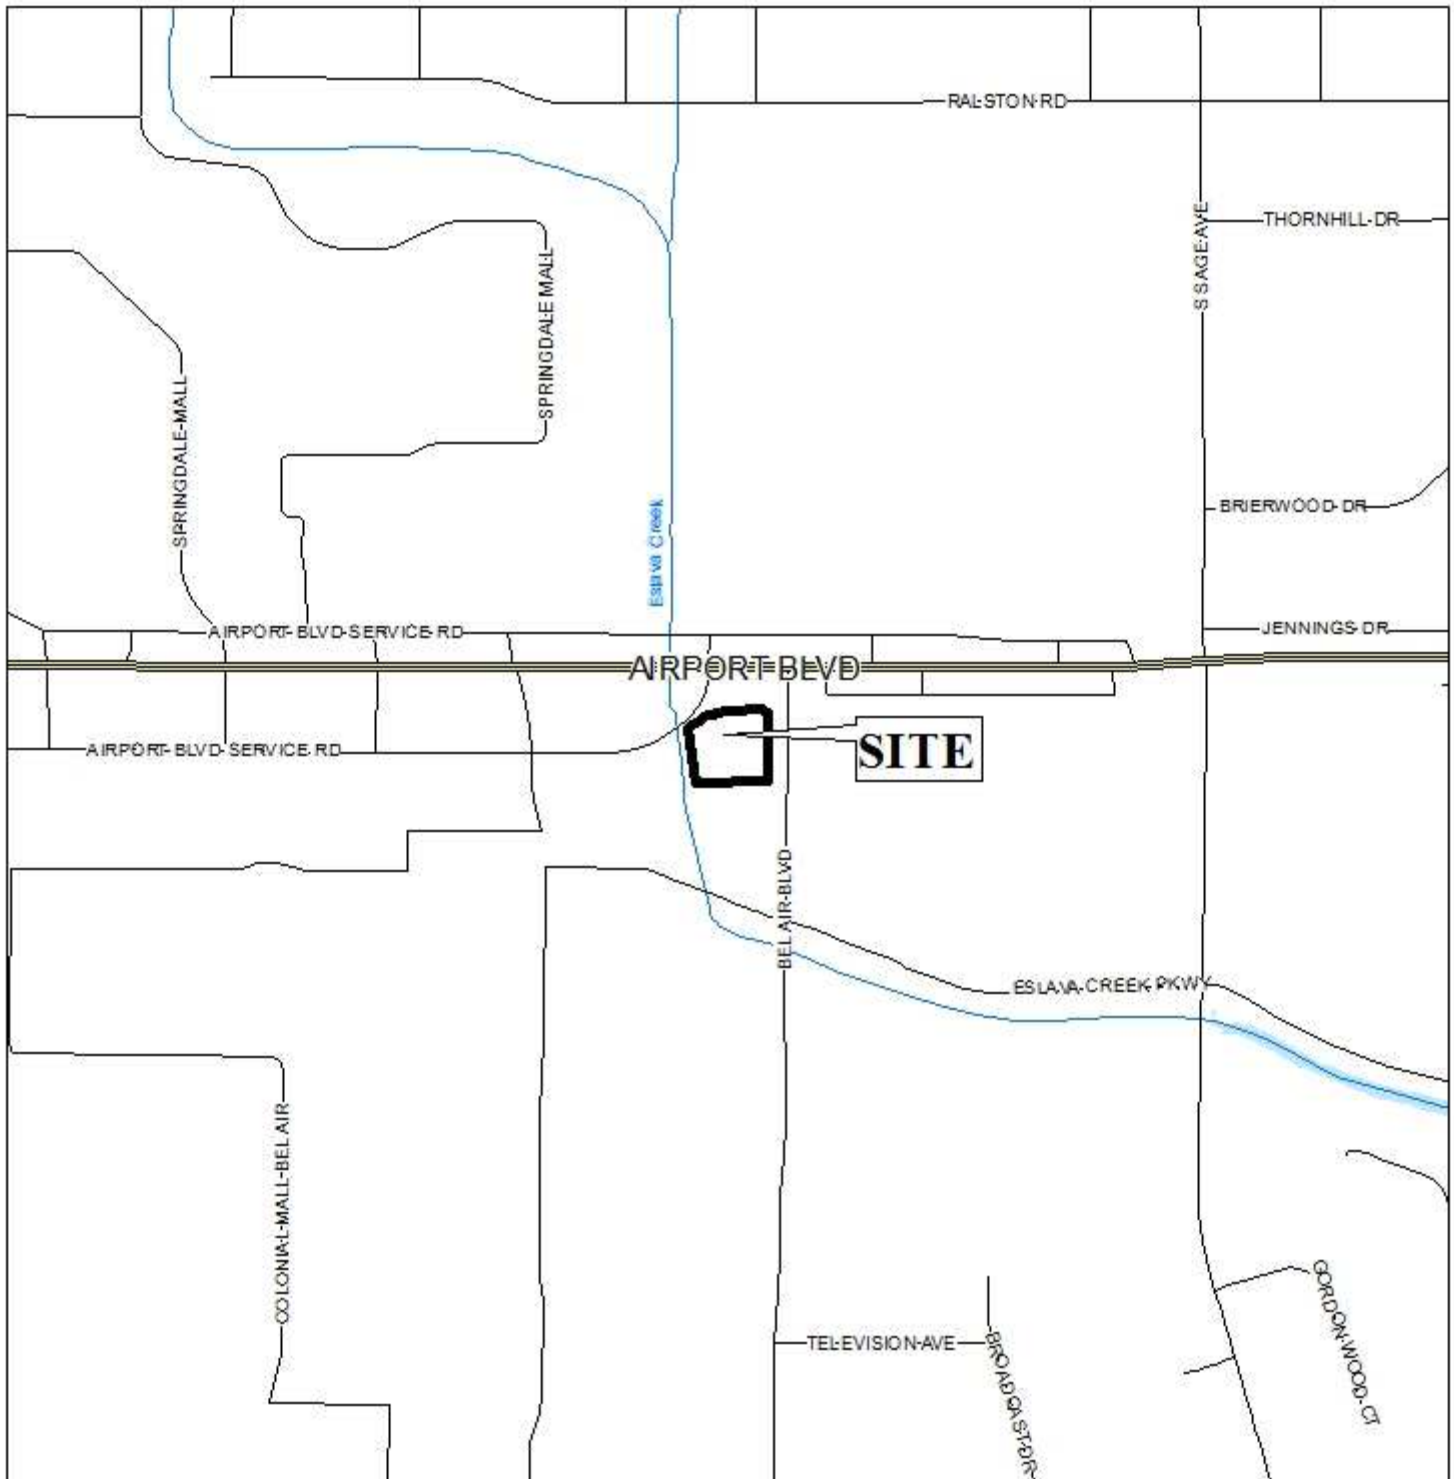 RALSTON RD
THORNHILL DR
S SAGE AVE
SPRINGDALE MALL
SPRINGDALE MALL
BRIERWOOD DR
Eslava Creek
AIRPORT BLVD SERVICE RD
JENNINGS DR
AIRPORT BLVD
AIRPORT BLVD SERVICE RD
SITE
BEL AIR BLVD
ESLAVA CREEK PKWY
COLONIAL MALL BEL AIR
TELEVISION AVE
BROADCAST DR
GORDON WOOD CT